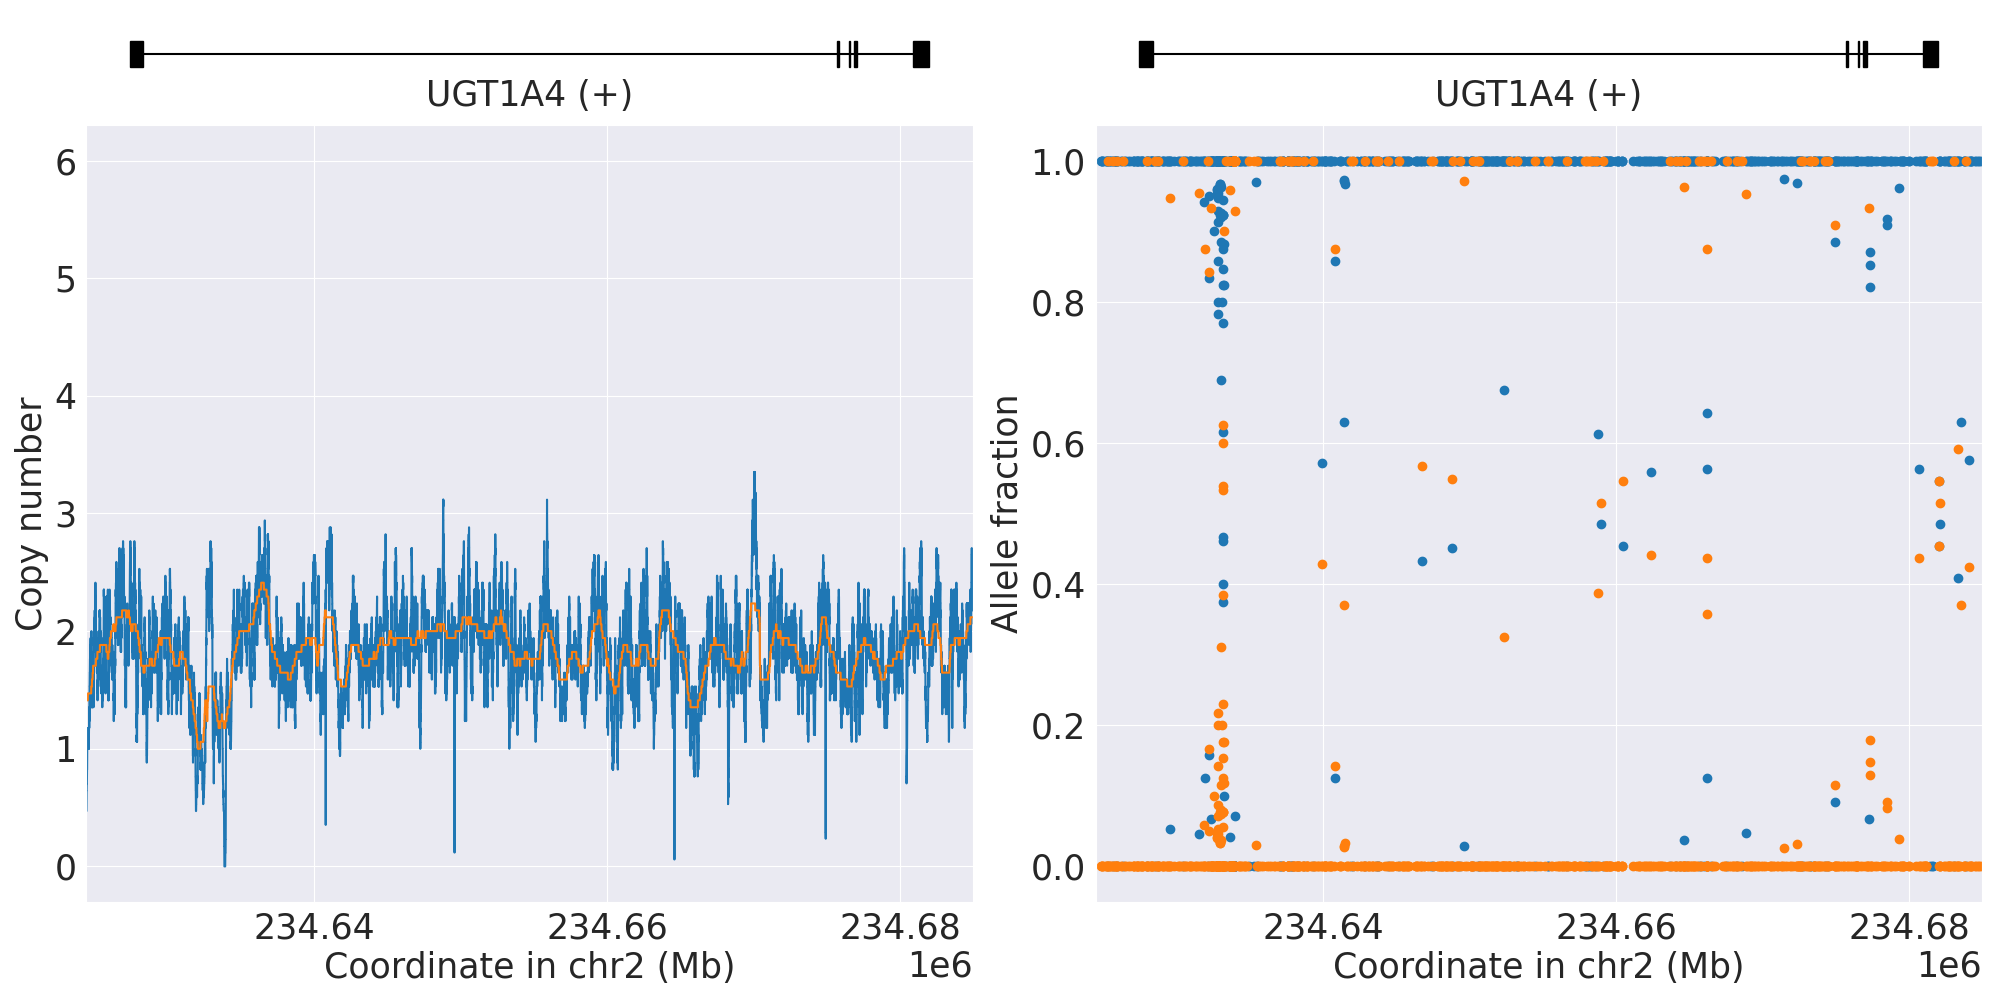 UGT1A4 (+)
6
5
4
3
2
1
0
Copy number
234.64
234.66
234.68
1e6
Coordinate in chr2 (Mb)
UGT1A4 (+)
1.0
0.8
0.6
0.4
0.2
0.0
Allele fraction
234.64
234.66
234.68
1e6
Coordinate in chr2 (Mb)